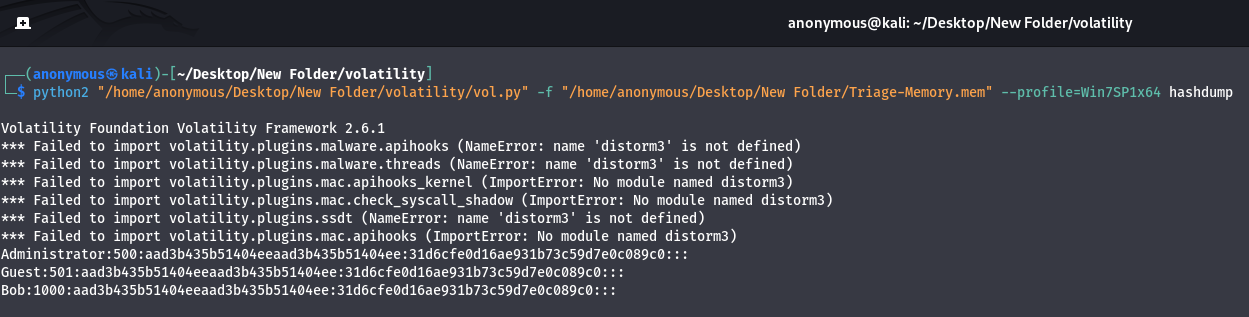 anonymous@kali: ~/Desktop/New Folder/volatility
┌──(anonymous㉿kali)-[~/Desktop/New Folder/volatility]
└─$ python2 "/home/anonymous/Desktop/New Folder/volatility/vol.py" -f "/home/anonymous/Desktop/New Folder/Triage-Memory.mem" --profile=Win7SP1x64 hashdump
Volatility Foundation Volatility Framework 2.6.1
*** Failed to import volatility.plugins.malware.apihooks (NameError: name 'distorm3' is not defined)
*** Failed to import volatility.plugins.malware.threads (NameError: name 'distorm3' is not defined)
*** Failed to import volatility.plugins.mac.apihooks_kernel (ImportError: No module named distorm3)
*** Failed to import volatility.plugins.mac.check_syscall_shadow (ImportError: No module named distorm3)
*** Failed to import volatility.plugins.ssdt (NameError: name 'distorm3' is not defined)
*** Failed to import volatility.plugins.mac.apihooks (ImportError: No module named distorm3)
Administrator:500:aad3b435b51404eeaad3b435b51404ee:31d6cfe0d16ae931b73c59d7e0c089c0:::
Guest:501:aad3b435b51404eeaad3b435b51404ee:31d6cfe0d16ae931b73c59d7e0c089c0:::
Bob:1000:aad3b435b51404eeaad3b435b51404ee:31d6cfe0d16ae931b73c59d7e0c089c0:::